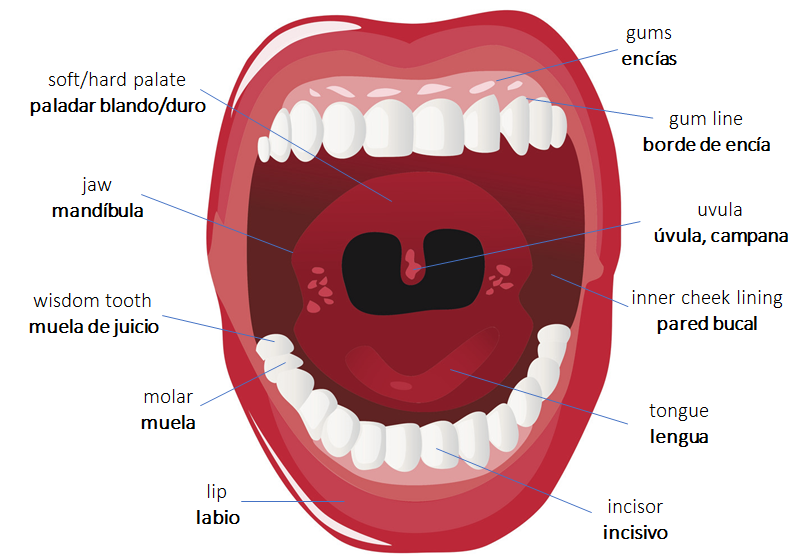 gums
encías
soft/hard palate
paladar blando/duro
gum line
borde de encía
jaw
mandíbula
uvula
úvula, campana
wisdom tooth
muela de juicio
inner cheek lining
pared bucal
molar
muela
tongue
lengua
lip
labio
incisor
incisivo